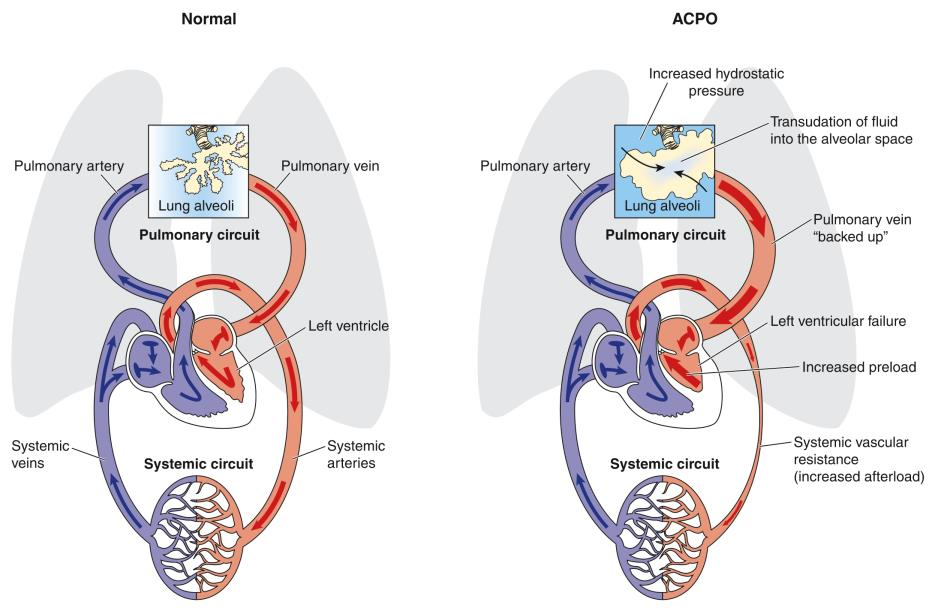 Normal
Pulmonary artery
Pulmonary vein
Lung alveoli
Pulmonary circuit
Left ventricle
Systemic
veins
Systemic circuit
Systemic
arteries
ACPO
Increased hydrostatic
pressure
Transudation of fluid
into the alveolar space
Pulmonary artery
Lung alveoli
Pulmonary circuit
Pulmonary vein
“backed up”
Left ventricular failure
Increased preload
Systemic circuit
Systemic vascular
resistance
(increased afterload)